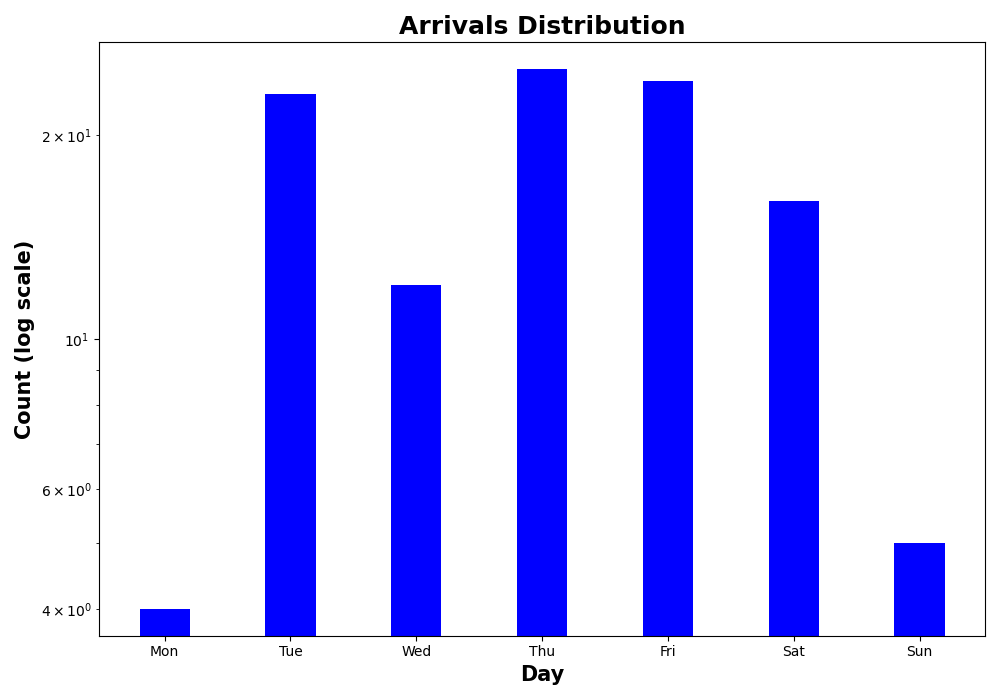 Arrivals Distribution
Count (log scale)
2 × 10¹
10¹
6 × 10⁰
4 × 10⁰
Mon Tue Wed Thu Fri Sat Sun
Day